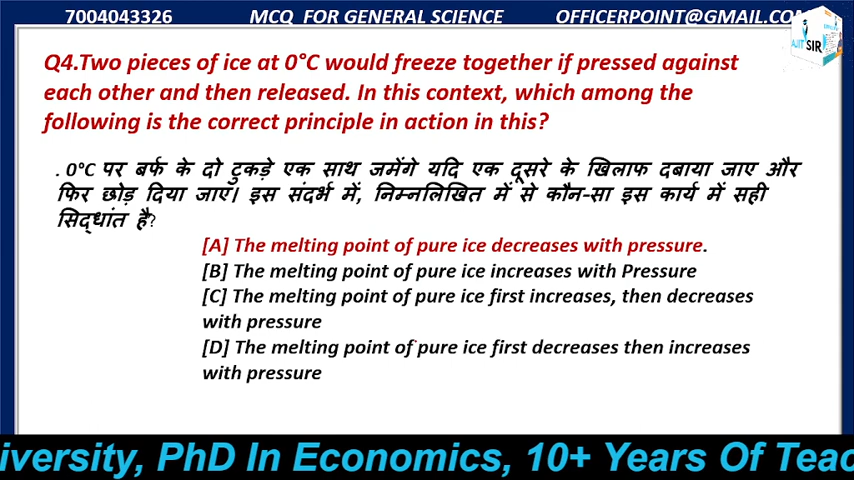 7004043326 MCQ FOR GENERAL SCIENCE OFFICERPOINT@GMAIL.COM
AJIT SIR
Q4.Two pieces of ice at 0°C would freeze together if pressed against
each other and then released. In this context, which among the
following is the correct principle in action in this?
. 0°C पर बर्फ के दो टुकड़े एक साथ जमेंगे यदि एक दूसरे के खिलाफ दबाया जाए और
फिर छोड़ दिया जाए। इस संदर्भ में, निम्नलिखित में से कौन-सा इस कार्य में सही
सिद्धांत है?
[A] The melting point of pure ice decreases with pressure.
[B] The melting point of pure ice increases with Pressure
[C] The melting point of pure ice first increases, then decreases
with pressure
[D] The melting point of pure ice first decreases then increases
with pressure
iversity, PhD In Economics, 10+ Years Of Teac